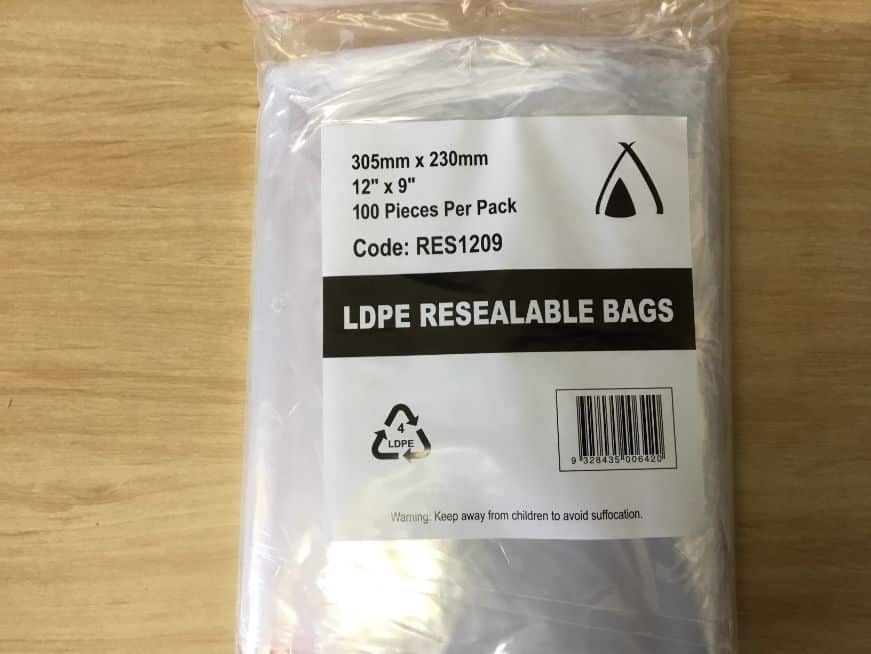 305mm x 230mm
12" x 9"
100 Pieces Per Pack
Code: RES1209
LDPE RESEALABLE BAGS
4
LDPE
9 328435 006420
Warning: Keep away from children to avoid suffocation.